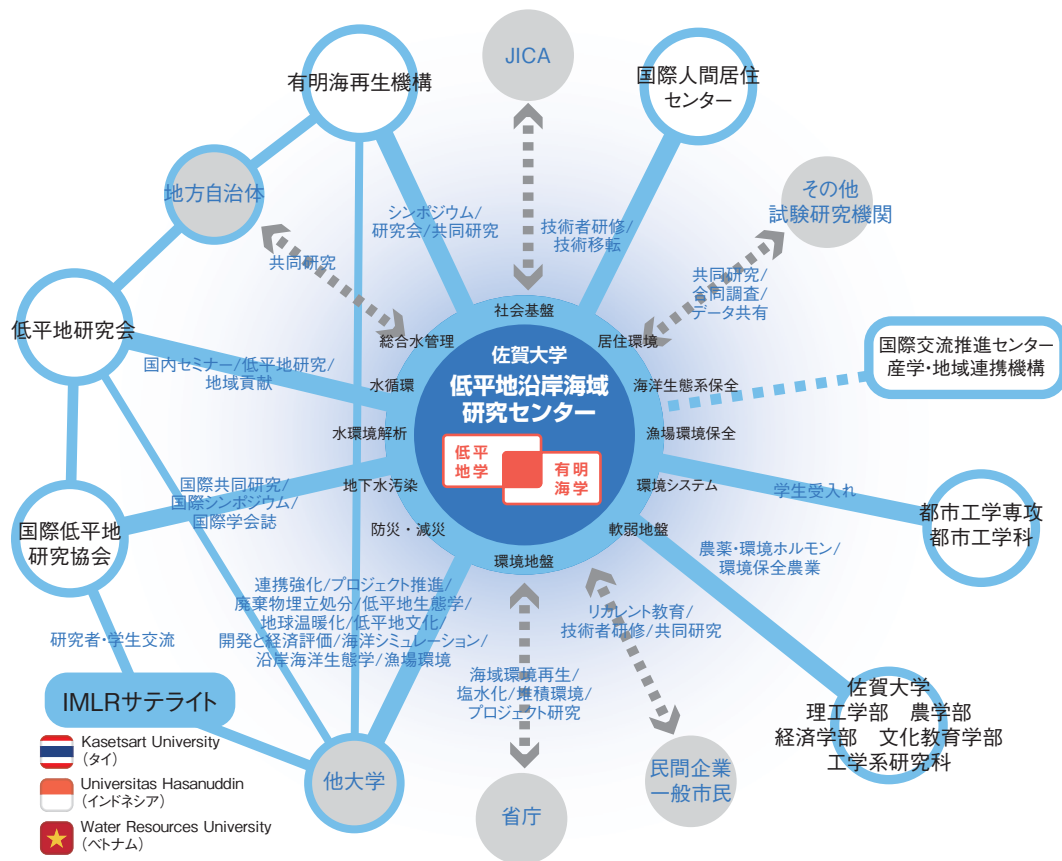 JICA
有明海再生機構
国際人間居住
センター
地方自治体
その他
試験研究機関
シンポジウム/
研究会/共同研究
技術者研修/
技術移転
共同研究
共同研究/
合同調査/
データ共有
低平地研究会
国内セミナー/低平地研究/
地域貢献
社会基盤
総合水管理
居住環境
水循環
海洋生態系保全
水環境解析
漁場環境保全
地下水汚染
環境システム
防災・減災
軟弱地盤
環境地盤
佐賀大学
低平地沿岸海域
研究センター
低平
地学
有明
海学
国際交流推進センター
産学・地域連携機構
国際低平地
研究協会
国際共同研究/
国際シンポジウム/
国際学会誌
学生受入れ
都市工学専攻
都市工学科
農薬・環境ホルモン/
環境保全農業
連携強化/プロジェクト推進/
廃棄物埋立処分/低平地生態学/
地球温暖化/低平地文化/
開発と経済評価/海洋シミュレーション/
沿岸海洋生態学/漁場環境
リカレント教育/
技術者研修/共同研究
海域環境再生/
塩水化/堆積環境/
プロジェクト研究
研究者・学生交流
IMLRサテライト
Kasetsart University
(タイ)
Universitas Hasanuddin
(インドネシア)
Water Resources University
(ベトナム)
他大学
省庁
民間企業
一般市民
佐賀大学
理工学部 農学部
経済学部 文化教育学部
工学系研究科